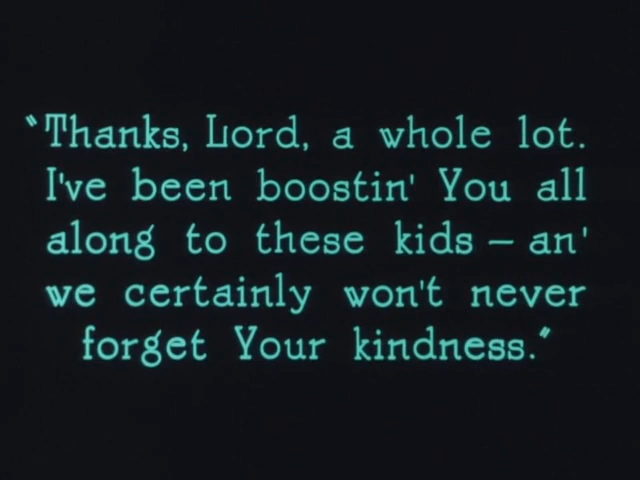 "Thanks, Lord, a whole lot.
I've been boostin' You all
along to these kids — an'
we certainly won't never
forget Your kindness."